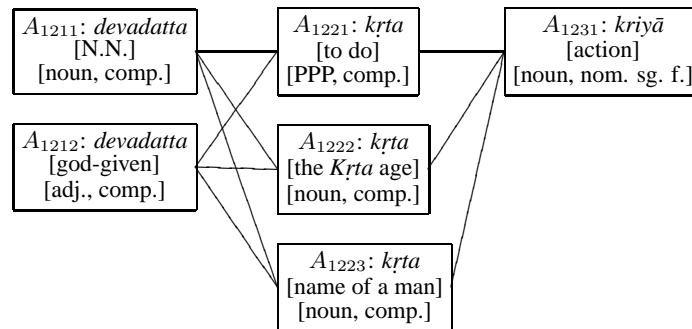 A1211: devadatta
[N.N.]
[noun, comp.]
A1221: kṛta
[to do]
[PPP, comp.]
A1231: kriyā
[action]
[noun, nom. sg. f.]
A1212: devadatta
[god-given]
[adj., comp.]
A1222: kṛta
[the Kṛta age]
[noun, comp.]
A1223: kṛta
[name of a man]
[noun, comp.]